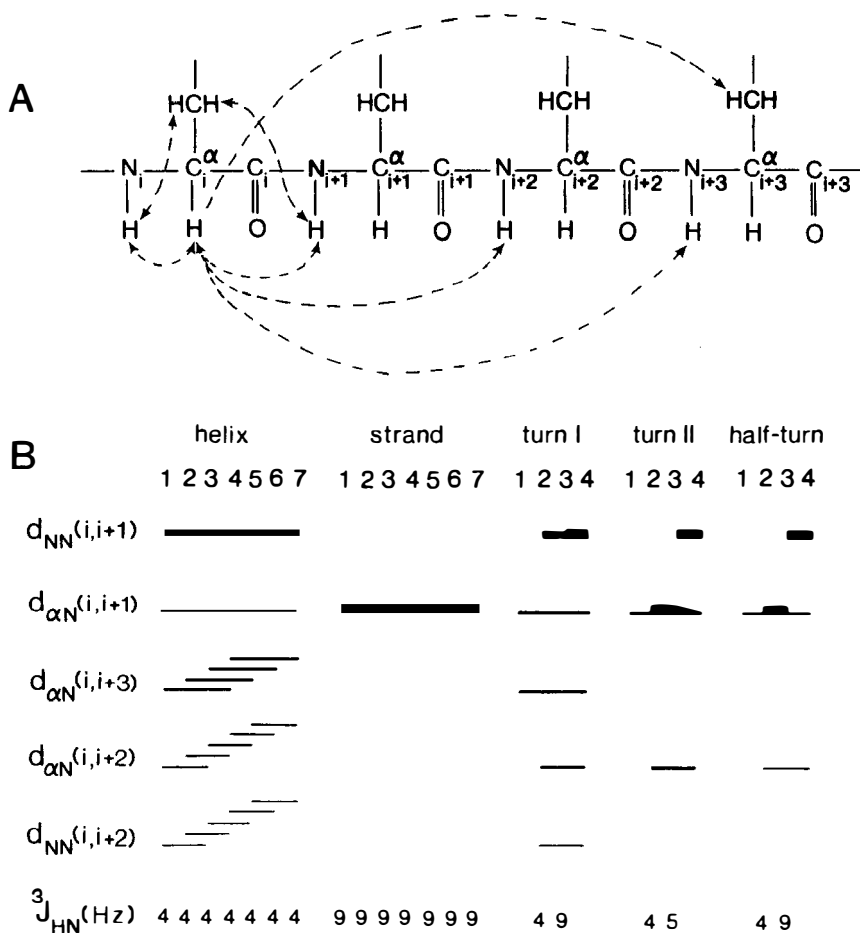 A
HCH HCH HCH HCH
N i C α i C i N i+1 C α i+1 C i+1 N i+2 C α i+2 C i+2 N i+3 C α i+3 C i+3
H H O H H O H H O H H O
B
helix strand turn I turn II half-turn
1 2 3 4 5 6 7 1 2 3 4 5 6 7 1 2 3 4 1 2 3 4 1 2 3 4
dNN(i,i+1)
dαN(i,i+1)
dαN(i,i+3)
dαN(i,i+2)
dNN(i,i+2)
3JHN(Hz) 4 4 4 4 4 4 4 9 9 9 9 9 9 9 4 9 4 5 4 9